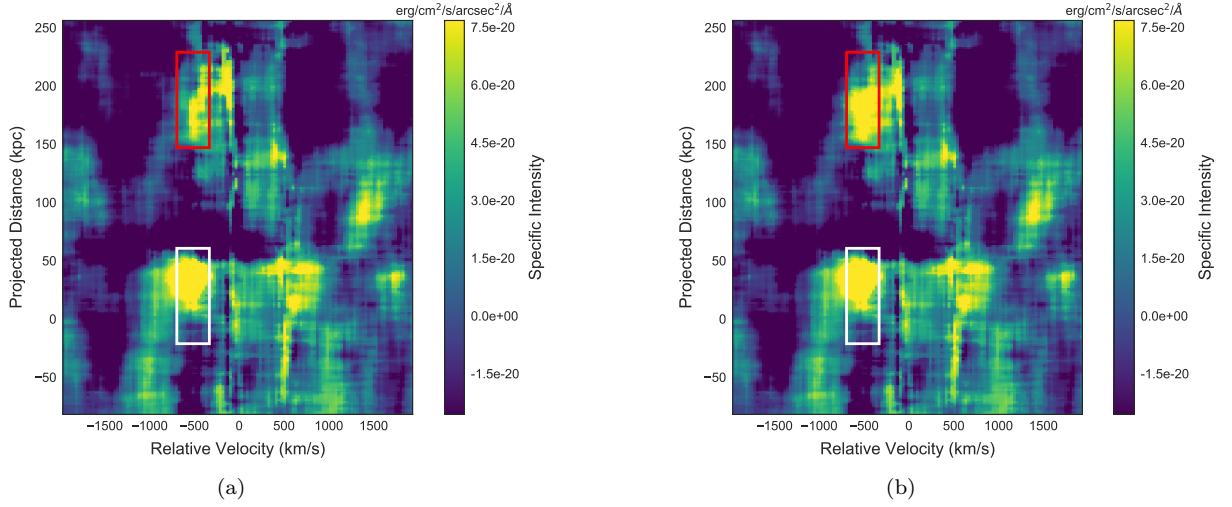 erg/cm²/s/arcsec²/Å
250
200
150
100
50
0
−50
Projected Distance (kpc)
−1500 −1000 −500 0 500 1000 1500
Relative Velocity (km/s)
7.5e-20
6.0e-20
4.5e-20
3.0e-20
1.5e-20
0.0e+00
-1.5e-20
Specific Intensity
(a)
erg/cm²/s/arcsec²/Å
250
200
150
100
50
0
−50
Projected Distance (kpc)
−1500 −1000 −500 0 500 1000 1500
Relative Velocity (km/s)
7.5e-20
6.0e-20
4.5e-20
3.0e-20
1.5e-20
0.0e+00
-1.5e-20
Specific Intensity
(b)